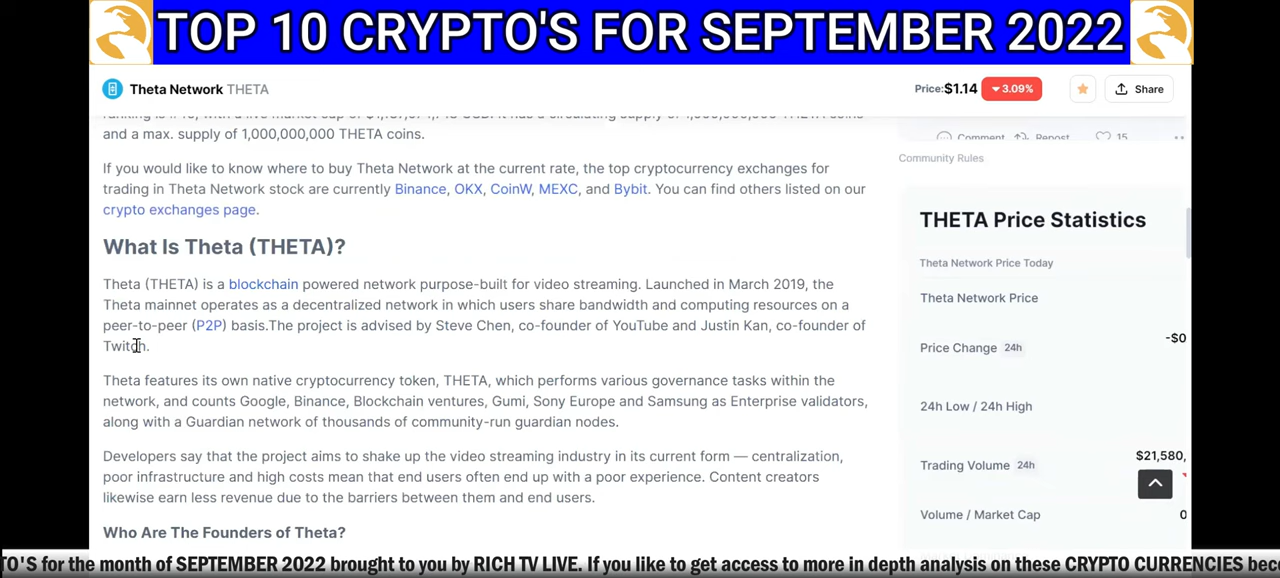 TOP 10 CRYPTO'S FOR SEPTEMBER 2022
Theta Network THETA
Price:$1.14 3.09%
Share
and a max. supply of 1,000,000,000 THETA coins.
If you would like to know where to buy Theta Network at the current rate, the top cryptocurrency exchanges for
trading in Theta Network stock are currently Binance, OKX, CoinW, MEXC, and Bybit. You can find others listed on our
crypto exchanges page.
What Is Theta (THETA)?
Theta (THETA) is a blockchain powered network purpose-built for video streaming. Launched in March 2019, the
Theta mainnet operates as a decentralized network in which users share bandwidth and computing resources on a
peer-to-peer (P2P) basis.The project is advised by Steve Chen, co-founder of YouTube and Justin Kan, co-founder of
Twitch.
Theta features its own native cryptocurrency token, THETA, which performs various governance tasks within the
network, and counts Google, Binance, Blockchain ventures, Gumi, Sony Europe and Samsung as Enterprise validators,
along with a Guardian network of thousands of community-run guardian nodes.
Developers say that the project aims to shake up the video streaming industry in its current form — centralization,
poor infrastructure and high costs mean that end users often end up with a poor experience. Content creators
likewise earn less revenue due to the barriers between them and end users.
Who Are The Founders of Theta?
Comment Repost 15
Community Rules
THETA Price Statistics
Theta Network Price Today
Theta Network Price
Price Change 24h
-$0
24h Low / 24h High
Trading Volume 24h
$21,580,
Volume / Market Cap
0
TO'S for the month of SEPTEMBER 2022 brought to you by RICH TV LIVE. If you like to get access to more in depth analysis on these CRYPTO CURRENCIES bec